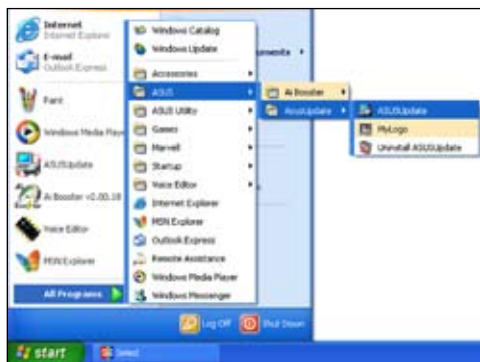 Internet
Internet Explorer
E-mail
Outlook Express
Paint
Windows Media Player
ASUSUpdate
Ai Booster v2.00.18
Voice Editor
MSN Explorer
All Programs
Windows Catalog
Windows Update
Accessories
ASUS
ASUS Utility
Games
Marvell
Startup
Voice Editor
Internet Explorer
MSN Explorer
Outlook Express
Remote Assistance
Windows Media Player
Windows Messenger
Ai Booster
AsusUpdate
ASUSUpdate
MyLogo
Uninstall ASUSUpdate
Log Off
Shut Down
start